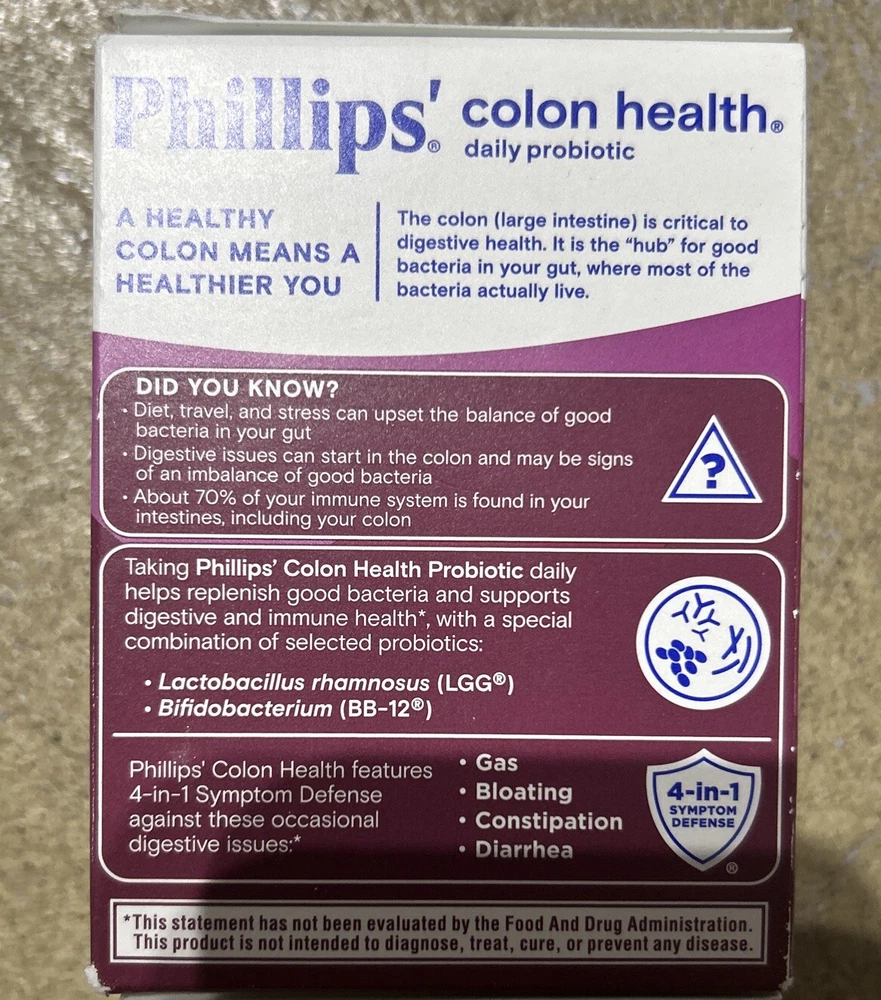 Phillips'® colon health®
daily probiotic
A HEALTHY
COLON MEANS A
HEALTHIER YOU
The colon (large intestine) is critical to
digestive health. It is the “hub” for good
bacteria in your gut, where most of the
bacteria actually live.
DID YOU KNOW?
• Diet, travel, and stress can upset the balance of good
bacteria in your gut
• Digestive issues can start in the colon and may be signs
of an imbalance of good bacteria
• About 70% of your immune system is found in your
intestines, including your colon
?
Taking Phillips' Colon Health Probiotic daily
helps replenish good bacteria and supports
digestive and immune health*, with a special
combination of selected probiotics:
• Lactobacillus rhamnosus (LGG®)
• Bifidobacterium (BB-12®)
Phillips' Colon Health features
4-in-1 Symptom Defense
against these occasional
digestive issues:*
• Gas
• Bloating
• Constipation
• Diarrhea
4-in-1
SYMPTOM
DEFENSE
®
*This statement has not been evaluated by the Food And Drug Administration.
This product is not intended to diagnose, treat, cure, or prevent any disease.